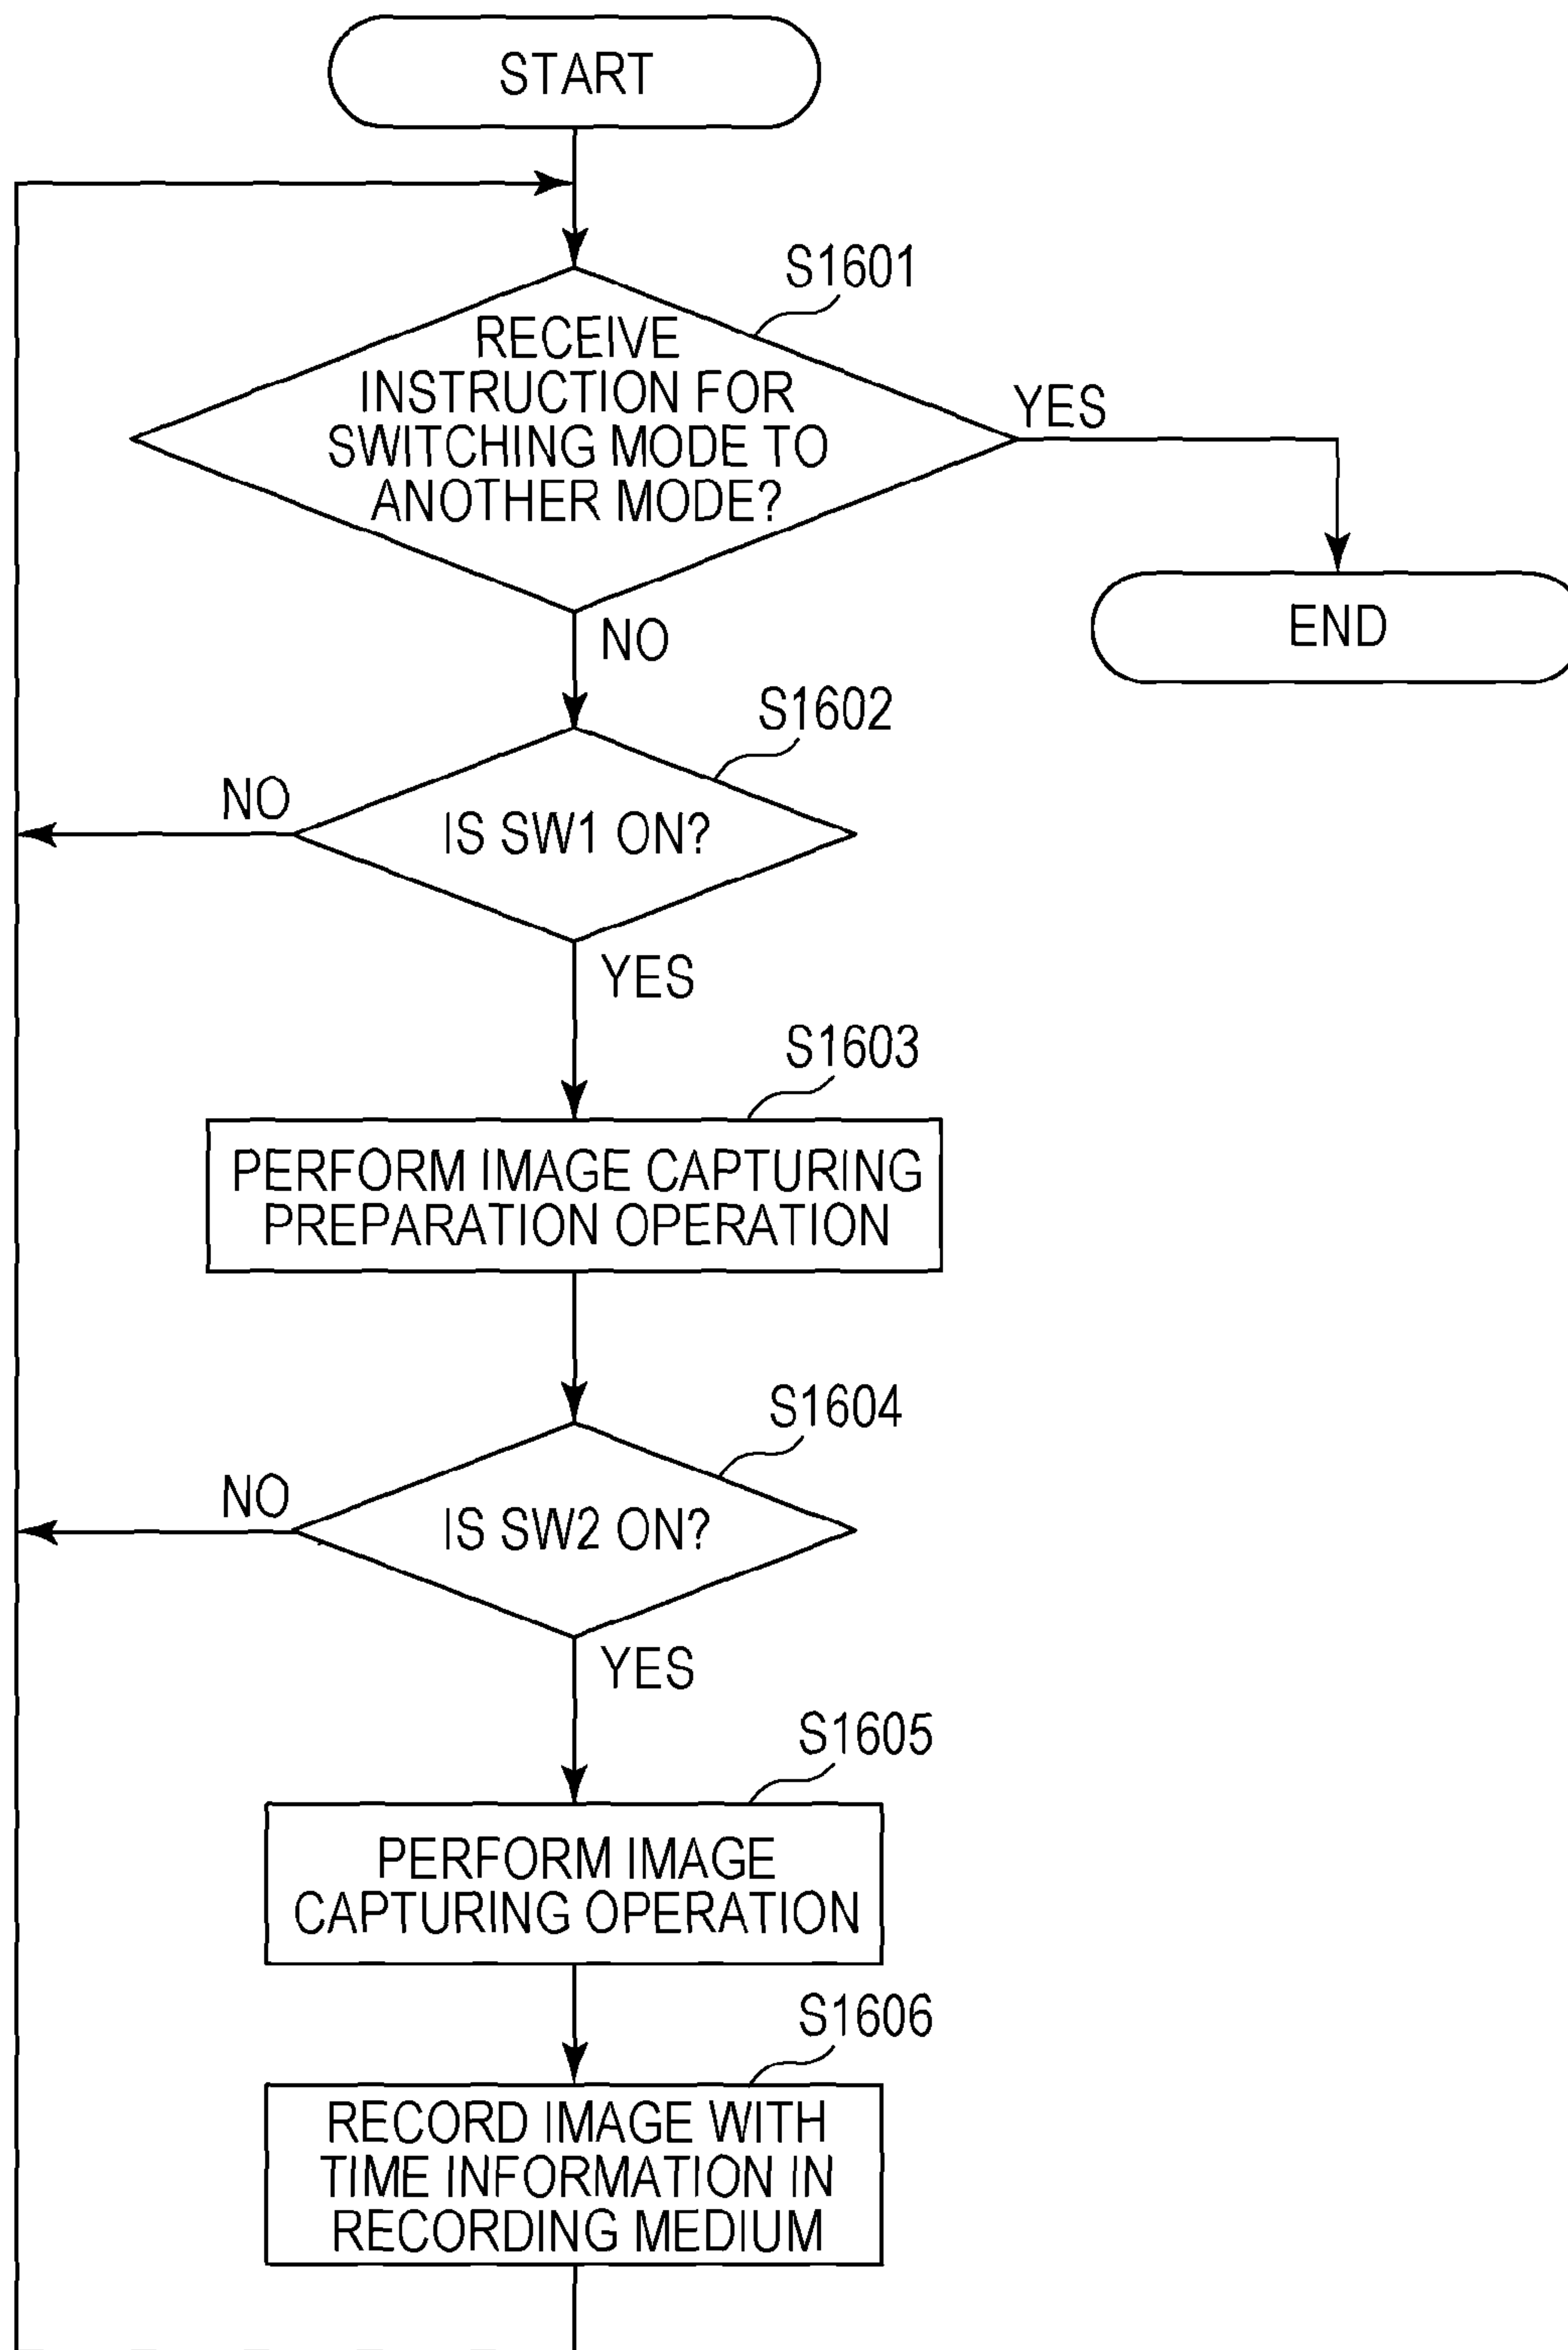 START
S1601
RECEIVE
INSTRUCTION FOR
SWITCHING MODE TO
ANOTHER MODE?
YES
END
NO
S1602
NO
IS SW1 ON?
YES
S1603
PERFORM IMAGE CAPTURING
PREPARATION OPERATION
S1604
NO
IS SW2 ON?
YES
S1605
PERFORM IMAGE
CAPTURING OPERATION
S1606
RECORD IMAGE WITH
TIME INFORMATION IN
RECORDING MEDIUM